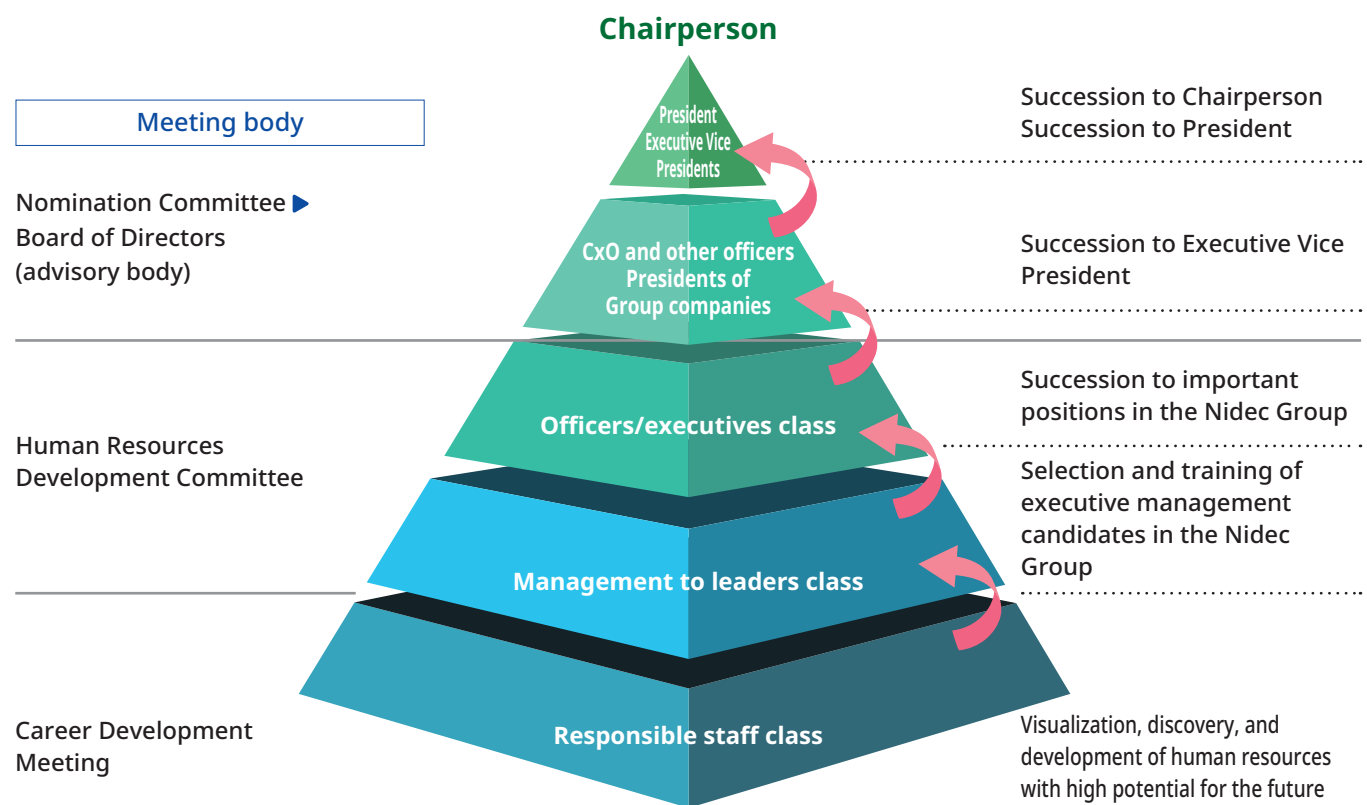 Chairperson
Meeting body
Nomination Committee ▶
Board of Directors
(advisory body)
Human Resources
Development Committee
Career Development
Meeting
President
Executive Vice
Presidents
CxO and other officers
Presidents of
Group companies
Officers/executives class
Management to leaders class
Responsible staff class
Succession to Chairperson
Succession to President
Succession to Executive Vice
President
Succession to important
positions in the Nidec Group
Selection and training of
executive management
candidates in the Nidec
Group
Visualization, discovery, and
development of human resources
with high potential for the future